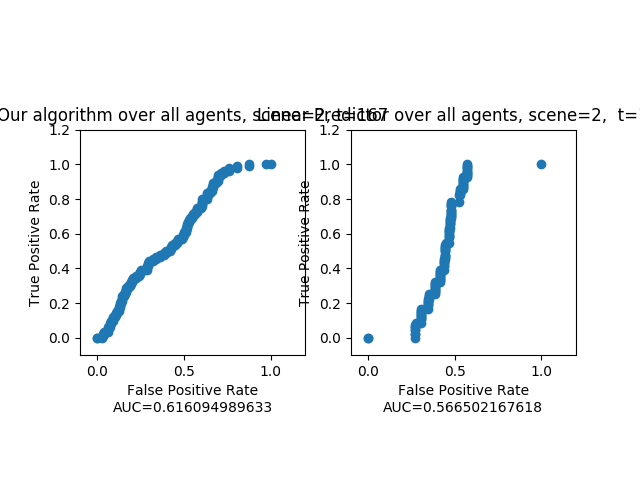 Our algorithm over all agents, scene=2, t=167
Linear Predictor over all agents, scene=2, t=
1.2
1.0
0.8
0.6
0.4
0.2
0.0
True Positive Rate
0.0 0.5 1.0
False Positive Rate
AUC=0.616094989633
1.2
1.0
0.8
0.6
0.4
0.2
0.0
True Positive Rate
0.0 0.5 1.0
False Positive Rate
AUC=0.566502167618